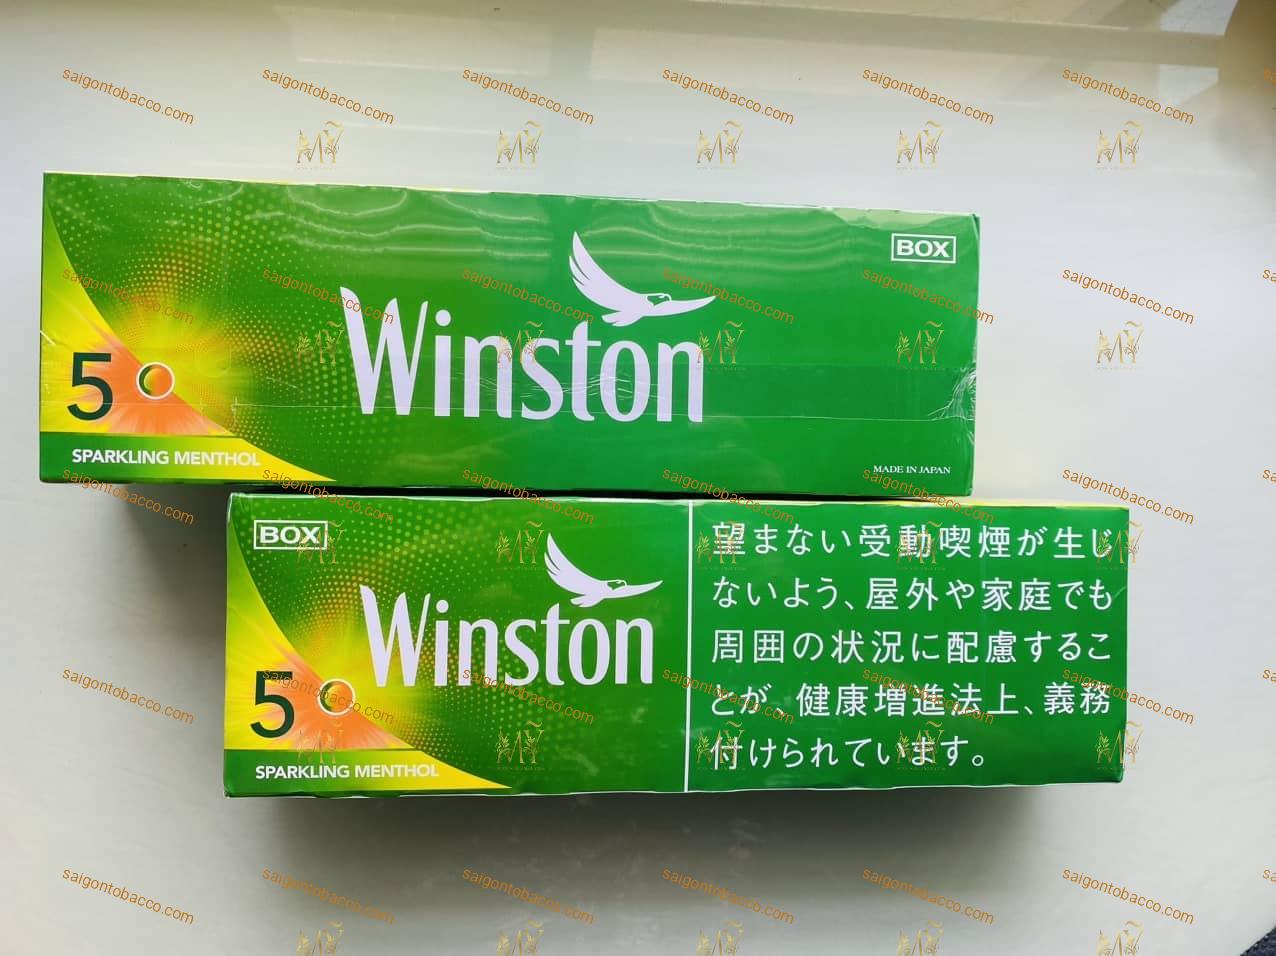 BOX
Winston
5
SPARKLING MENTHOL
MADE IN JAPAN
BOX
Winston
5
SPARKLING MENTHOL
望まない受動喫煙が生じ
ないよう、屋外や家庭でも
周囲の状況に配慮するこ
とが、健康増進法上、義務
付けられています。
saigontobacco.com
MỸ